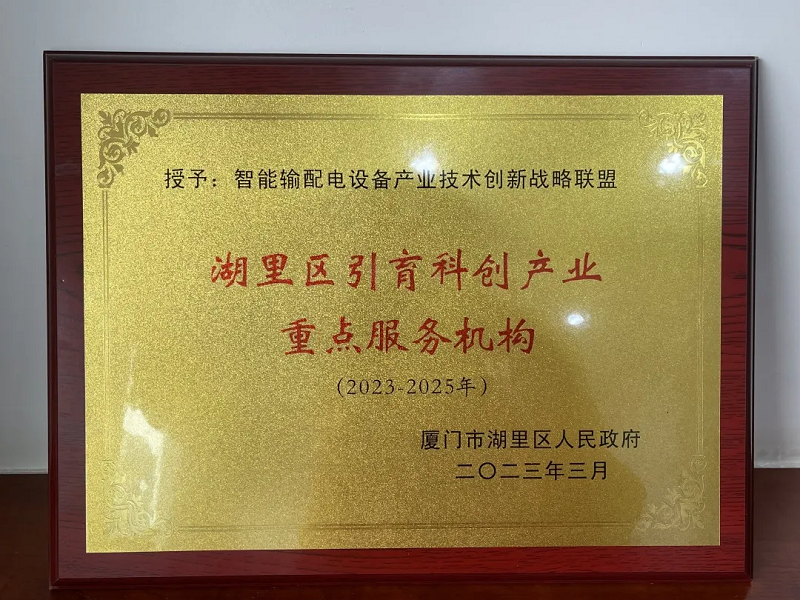 授予：智能输配电设备产业技术创新战略联盟
湖里区引育科创产业
重点服务机构
（2023-2025年）
厦门市湖里区人民政府
二〇二三年三月